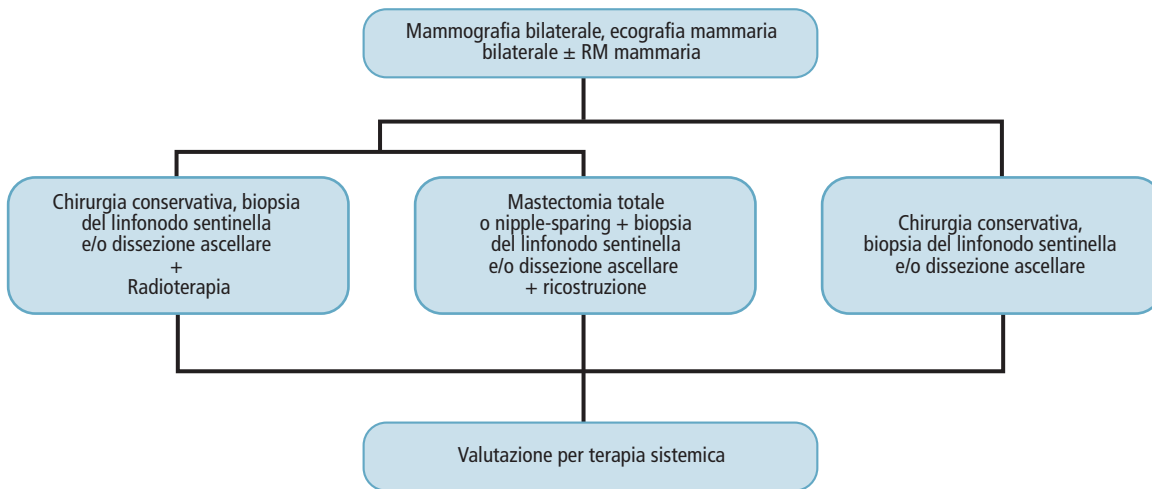 Mammografia bilaterale, ecografia mammaria
bilaterale ± RM mammaria
Chirurgia conservativa, biopsia
del linfonodo sentinella
e/o dissezione ascellare
+
Radioterapia
Mastectomia totale
o nipple-sparing + biopsia
del linfonodo sentinella
e/o dissezione ascellare
+ ricostruzione
Chirurgia conservativa,
biopsia del linfonodo sentinella
e/o dissezione ascellare
Valutazione per terapia sistemica